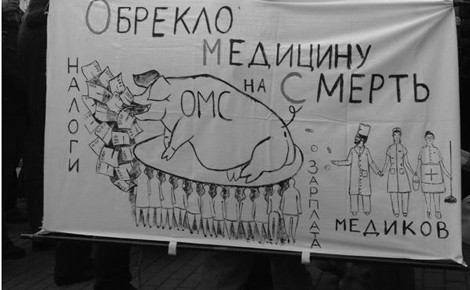 ОБРЕКЛО
МЕДИЦИНУ
НА СМЕРТЬ
НАЛОГИ
ОМС
ЗАРПЛАТА
МЕДИКОВ